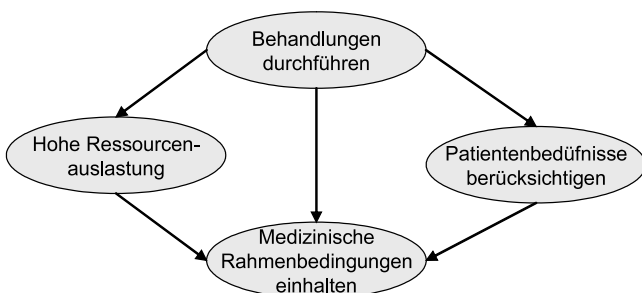 Behandlungen
durchführen
Hohe Ressourcen-
auslastung
Patientenbedüfnisse
berücksichtigen
Medizinische
Rahmenbedingungen
einhalten